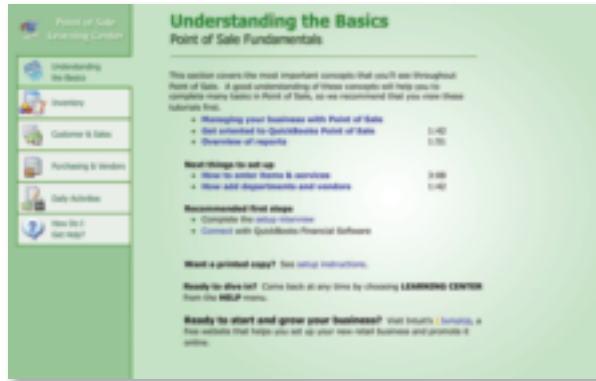 Point of Sale
Learning Center
Understanding
the Basics
Inventory
Customer & Sales
Purchasing & Vendors
Daily Activities
How Do I
Get Help?
Understanding the Basics
Point of Sale Fundamentals
This section covers the most important concepts that you'll see throughout
Point of Sale. A good understanding of these concepts will help you to
complete many tasks in Point of Sale, so we recommend that you view these
tutorials first.
Managing your business with Point of Sale
Get oriented to QuickBooks Point of Sale 1:42
Overview of reports
Next things to set up
How to enter items & services
How add departments and vendors 1:42
Recommended first steps
Complete the setup interview
Connect with QuickBooks Financial Software
Want a printed copy? See setup instructions.
Ready to dive in? Come back at any time by choosing LEARNING CENTER
from the HELP menu.
Ready to start and grow your business? Visit Intuit's , a
free website that helps you set up your new retail business and promote it
online.